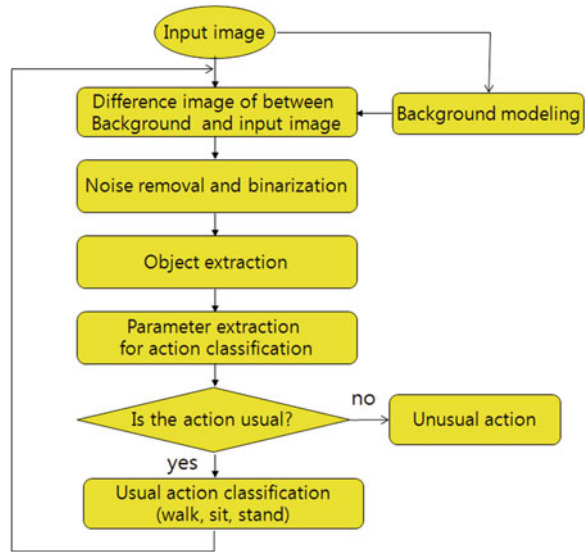 Input image
Difference image of between
Background and input image
Background modeling
Noise removal and binarization
Object extraction
Parameter extraction
for action classification
Is the action usual?
no
Unusual action
yes
Usual action classification
(walk, sit, stand)